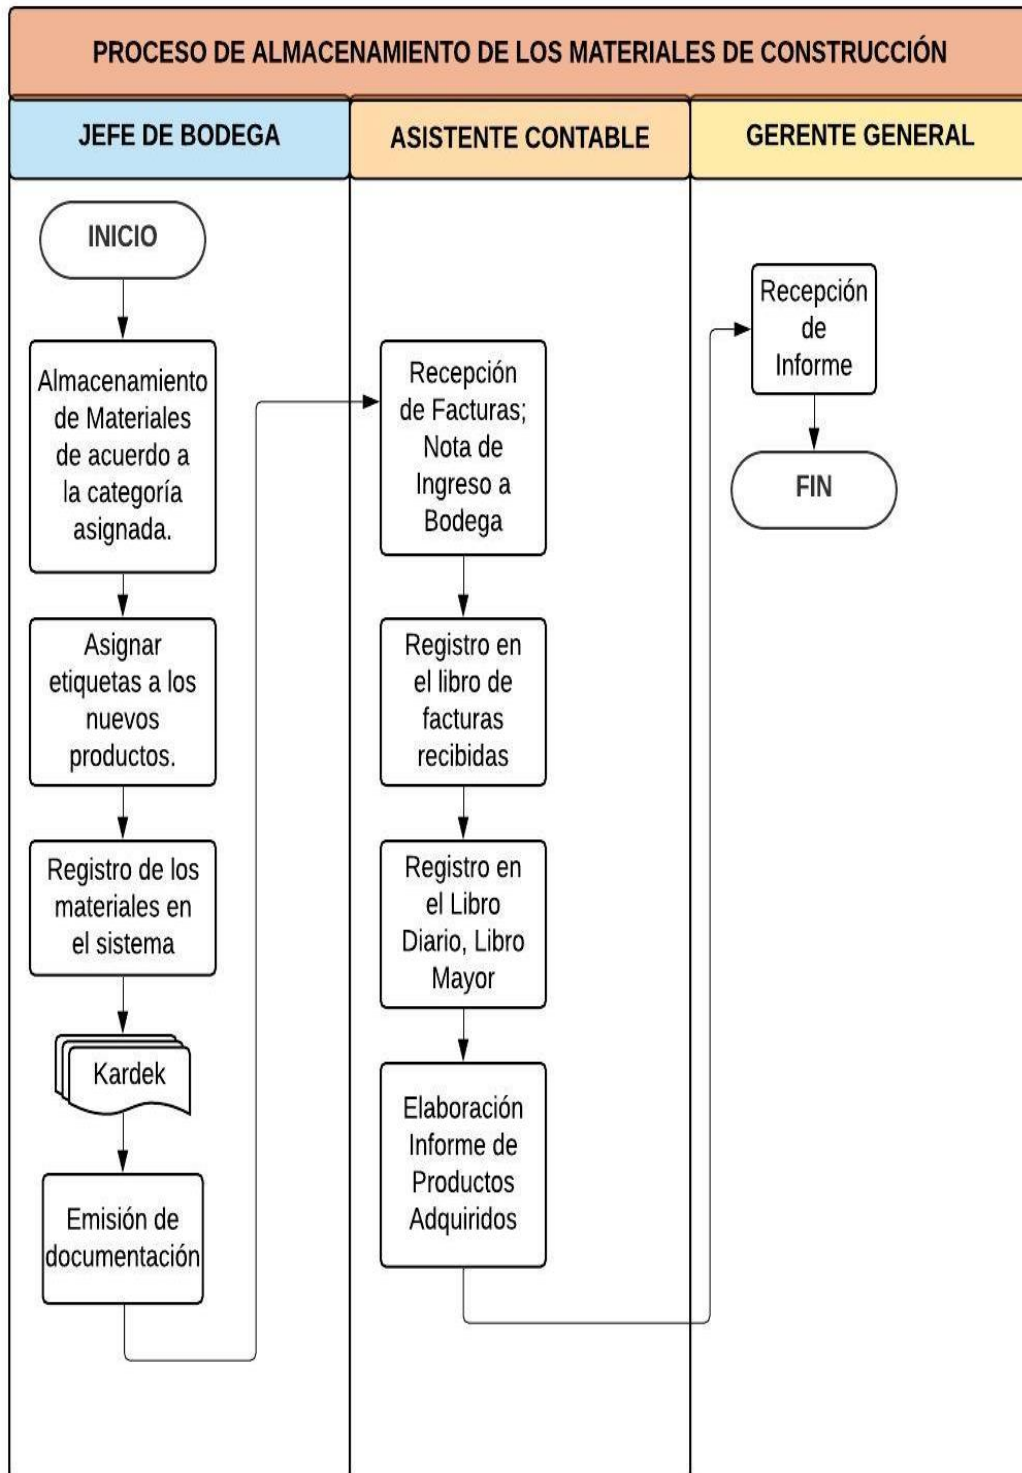 PROCESO DE ALMACENAMIENTO DE LOS MATERIALES DE CONSTRUCCIÓN
JEFE DE BODEGA
ASISTENTE CONTABLE
GERENTE GENERAL
INICIO
Almacenamiento
de Materiales
de acuerdo a
la categoría
asignada.
Asignar
etiquetas a los
nuevos
productos.
Registro de los
materiales en
el sistema
Kardek
Emisión de
documentación
Recepción
de Facturas;
Nota de
Ingreso a
Bodega
Registro en
el libro de
facturas
recibidas
Registro en
el Libro
Diario, Libro
Mayor
Elaboración
Informe de
Productos
Adquiridos
Recepción
de
Informe
FIN